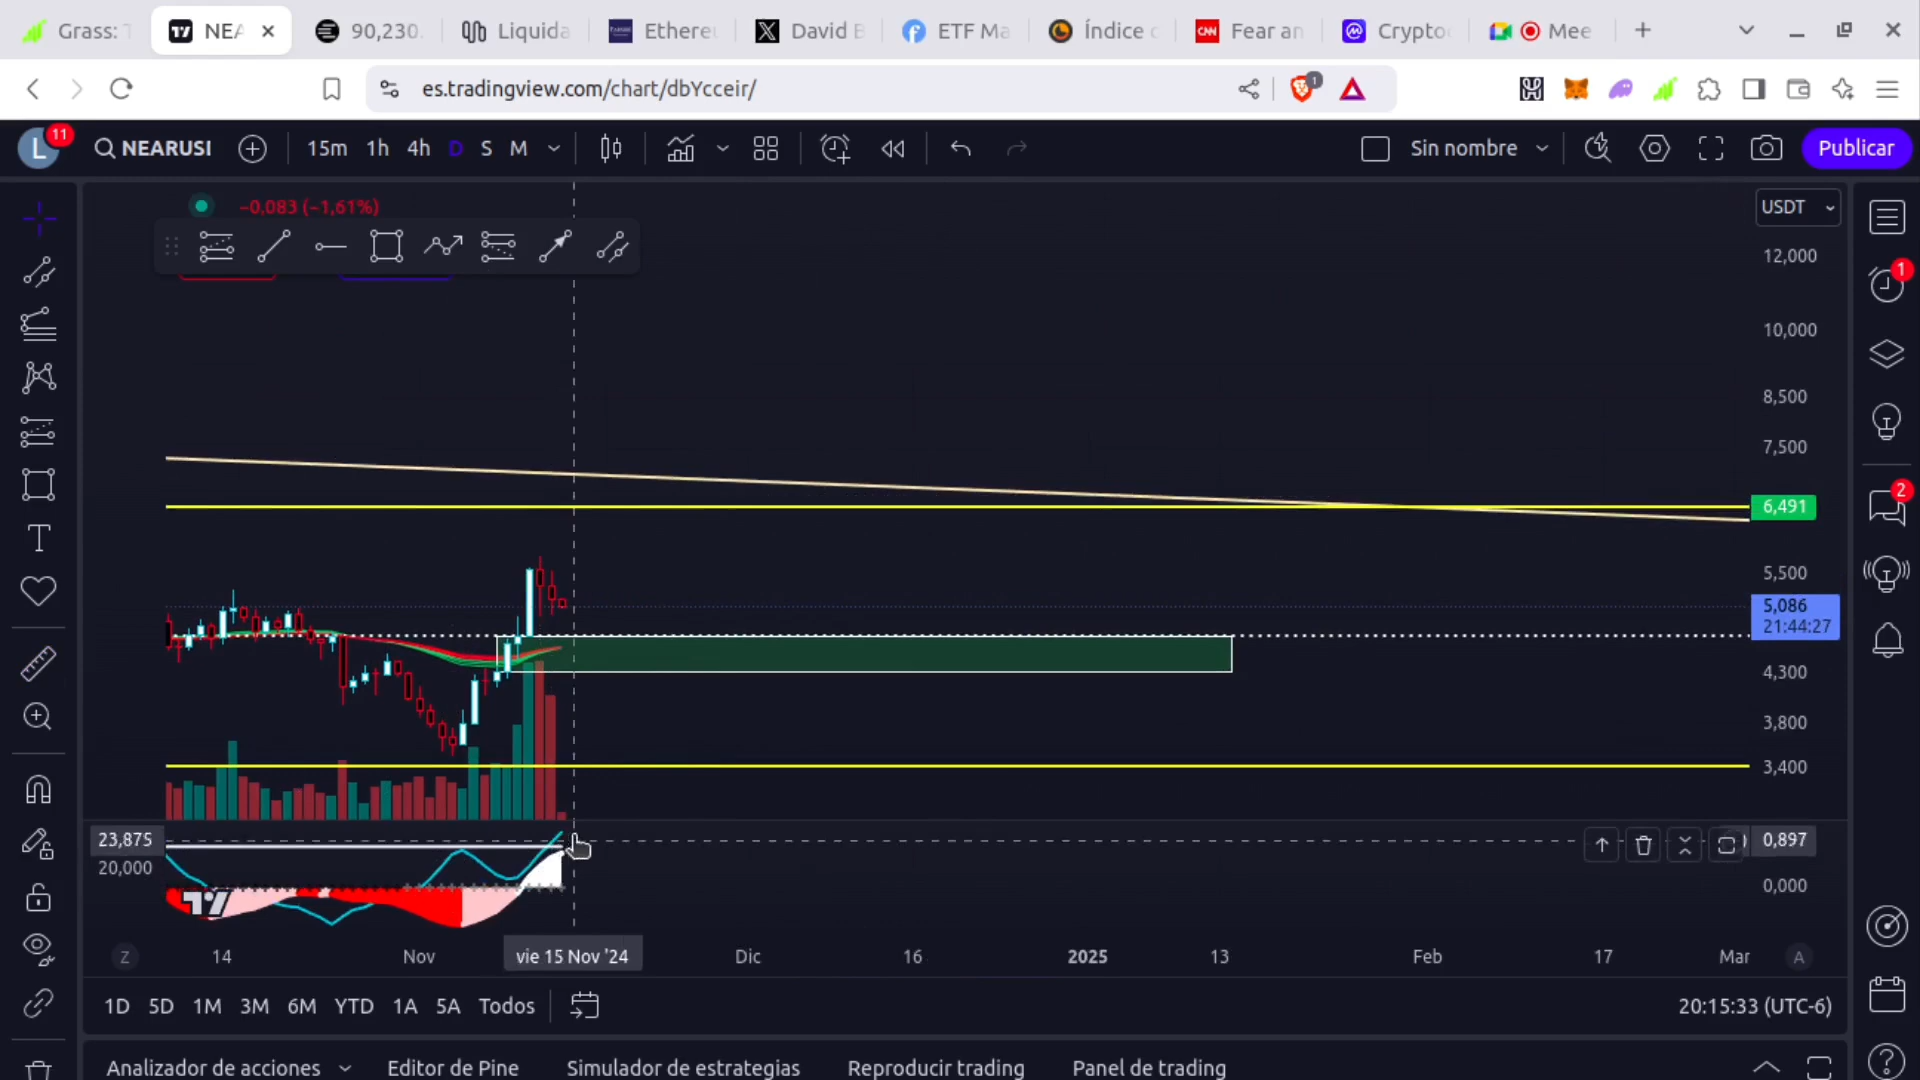 Grass: T
NEA
90,230.
Liquida
Ethereu
David B
ETF Ma
Índice c
CNN
Fear an
Crypto
Mee
es.tradingview.com/chart/dbYcceir/
1
L
11
NEARUSI
15m 1h 4h D S M
Sin nombre
Publicar
−0,083 (−1,61%)
USDT
12,000
10,000
8,500
7,500
6,491
5,500
5,086
21:44:27
4,300
3,800
3,400
23,875
20,000
0,897
0,000
1
2
Z
14
Nov
vie 15 Nov '24
Dic
16
2025
13
Feb
17
Mar
A
1D 5D 1M 3M 6M YTD 1A 5A Todos
20:15:33 (UTC-6)
Analizador de acciones
Editor de Pine
Simulador de estrategias
Reproducir trading
Panel de trading